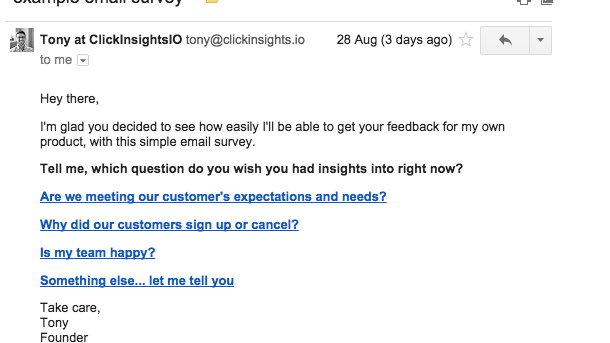 example email survey
Tony at ClickInsightsIO tony@clickinsights.io 28 Aug (3 days ago)
to me
Hey there,
I'm glad you decided to see how easily I'll be able to get your feedback for my own
product, with this simple email survey.
Tell me, which question do you wish you had insights into right now?
Are we meeting our customer's expectations and needs?
Why did our customers sign up or cancel?
Is my team happy?
Something else... let me tell you
Take care,
Tony
Founder